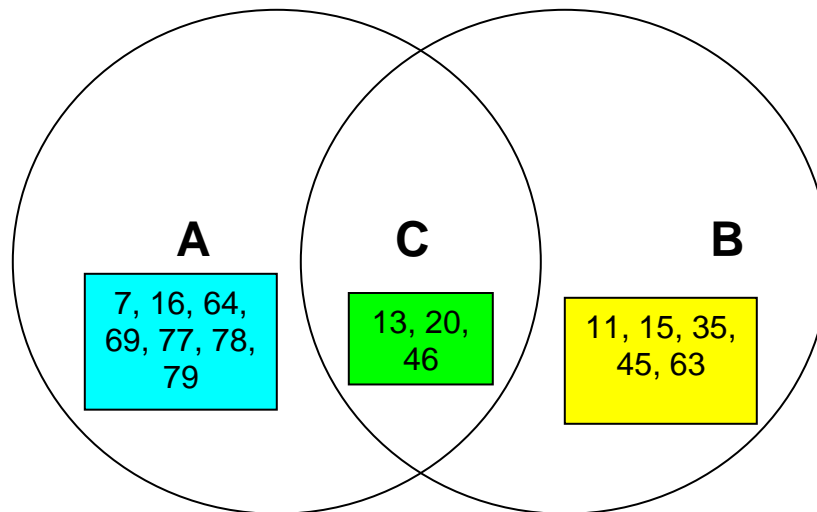 A
C
B
7, 16, 64,
69, 77, 78,
79
13, 20,
46
11, 15, 35,
45, 63